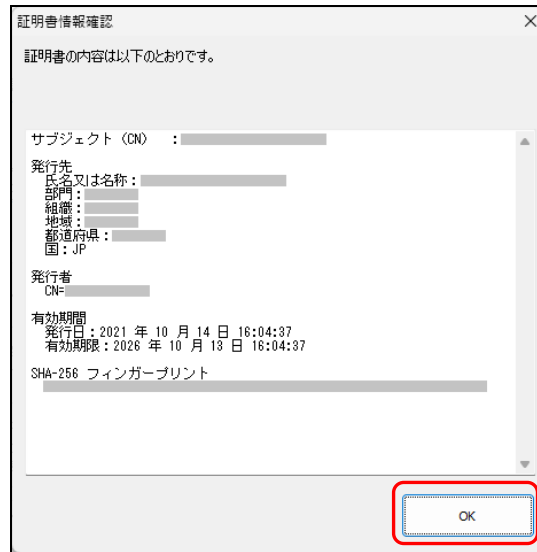 証明書情報確認
証明書の内容は以下のとおりです。
サブジェクト (CN) :
発行先
氏名又は名称:
部門:
組織:
地域:
都道府県:
国:JP
発行者
CN=
有効期間
発行日:2021 年 10 月 14 日 16:04:37
有効期限:2026 年 10 月 13 日 16:04:37
SHA-256 フィンガープリント
OK